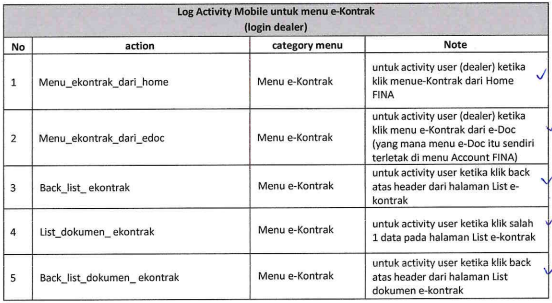 Log Activity Mobile untuk menu e-Kontrak
(login dealer)
No action category menu Note
1 Menu_ekontrak_dari_home Menu e-Kontrak untuk activity user (dealer) ketika
klik menue-Kontrak dari Home
FINA
2 Menu_ekontrak_dari_edoc Menu e-Kontrak untuk activity user (dealer) ketika
klik menu e-Kontrak dari e-Doc
(yang mana menu e-Doc itu sendiri
terletak di menu Account FINA)
3 Back_list_ ekontrak Menu e-Kontrak untuk activity user ketika klik back
atas header dari halaman List e-
kontrak
4 List_dokumen_ ekontrak Menu e-Kontrak untuk activity user ketika klik salah
1 data pada halaman List e-kontrak
5 Back_list_dokumen_ ekontrak Menu e-Kontrak untuk activity user ketika klik back
atas header dari halaman List
dokumen e-kontrak